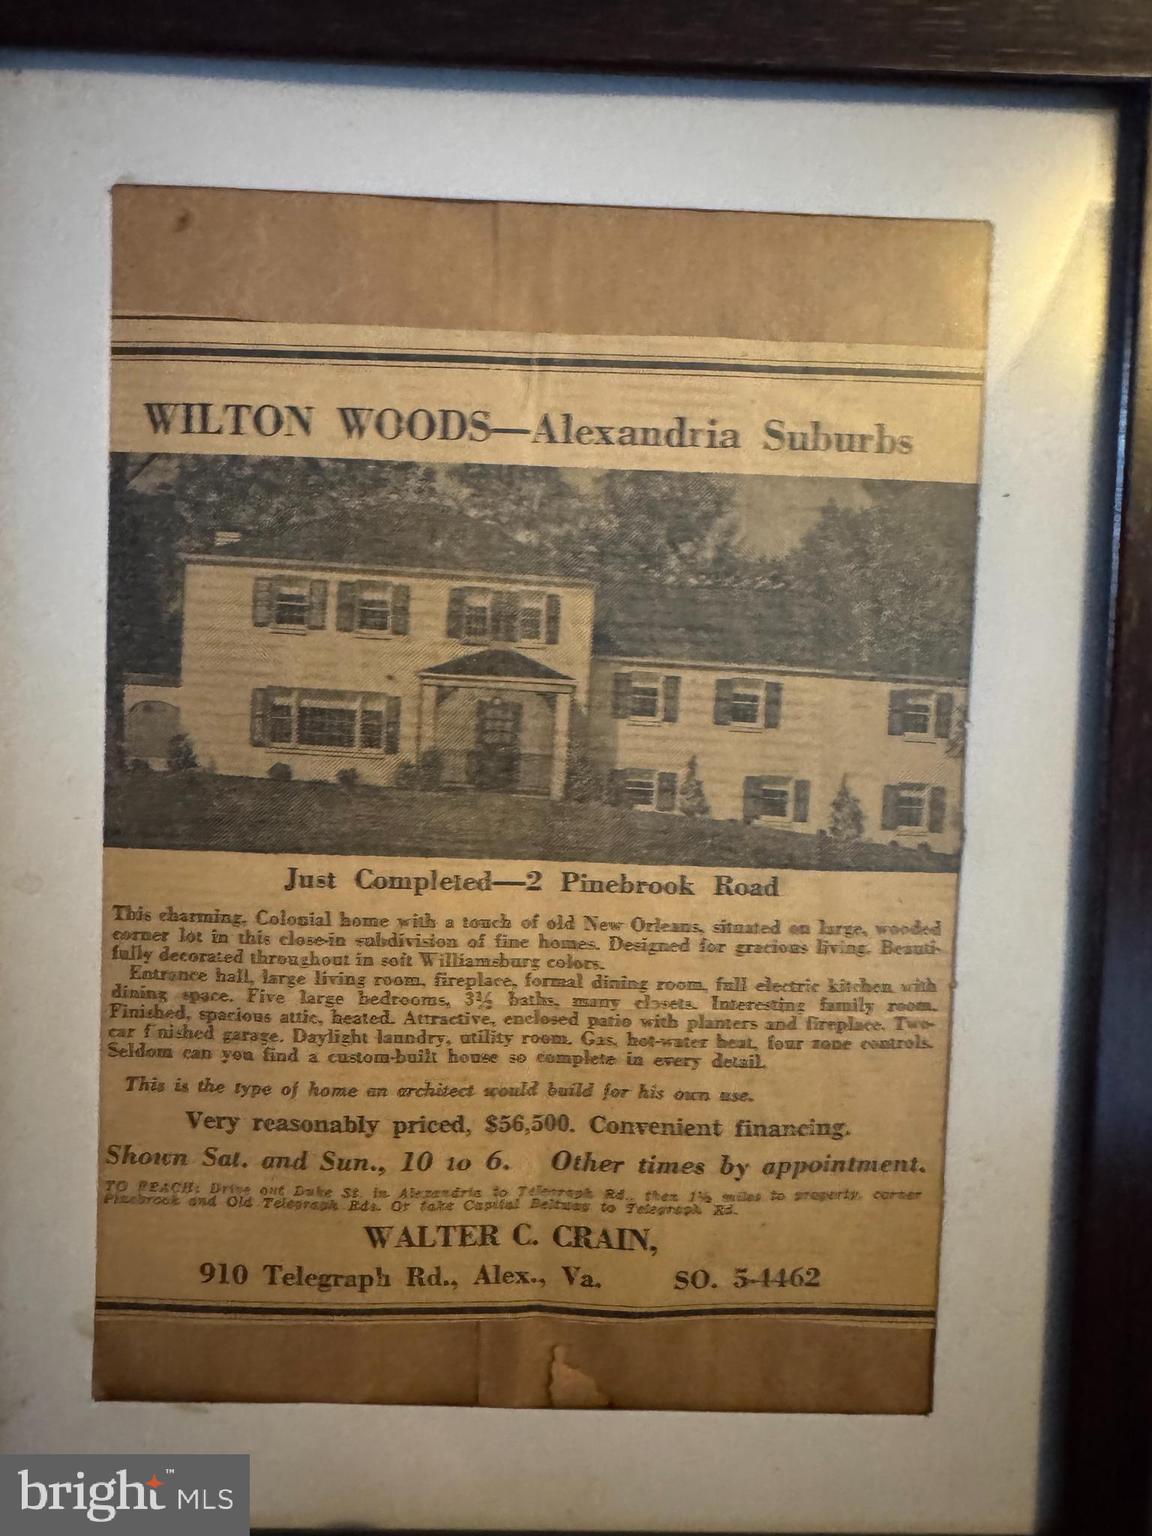 WILTON WOODS—Alexandria Suburbs
Just Completed—2 Pinebrook Road
This charming, Colonial home with a touch of old New Orleans, situated on large, wooded
corner lot in this close-in subdivision of fine homes. Designed for gracious living. Beauti-
fully decorated throughout in soft Williamsburg colors.
Entrance hall, large living room, fireplace, formal dining room, full electric kitchen with
dining space. Five large bedrooms, 3½ baths, many closets. Interesting family room.
Finished, spacious attic, heated. Attractive, enclosed patio with planters and fireplace. Two-
car finished garage. Daylight laundry, utility room. Gas, hot-water heat, four zone controls.
Seldom can you find a custom-built house so complete in every detail.
This is the type of home an architect would build for his own use.
Very reasonably priced, $56,500. Convenient financing.
Shown Sat. and Sun., 10 to 6. Other times by appointment.
TO REACH: Drive out Duke St. in Alexandria to Telegraph Rd., then 1½ miles to property, corner
Pinebrook and Old Telegraph Rds. Or take Capital Beltway to Telegraph Rd.
WALTER C. CRAIN,
910 Telegraph Rd., Alex., Va. SO. 5-4462
bright MLS